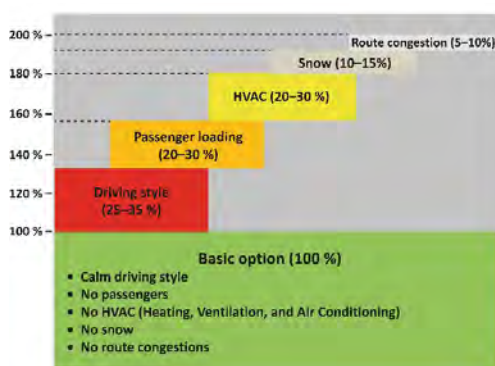 200 %
Route congestion (5–10%)
Snow (10–15%)
180 %
HVAC (20–30 %)
160 %
Passenger loading
(20–30 %)
140 %
Driving style
(25–35 %)
120 %
100 %
Basic option (100 %)
• Calm driving style
• No passengers
• No HVAC (Heating, Ventilation, and Air Conditioning)
• No snow
• No route congestions